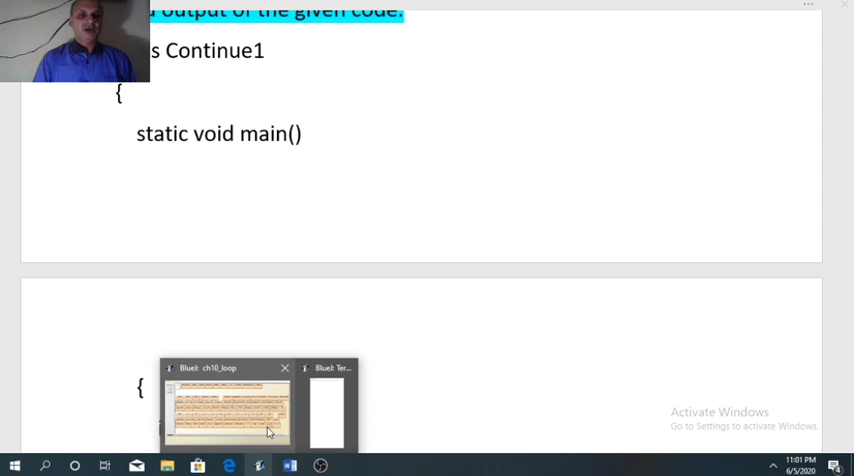 output of the given code.
s Continue1
{
static void main()
{
BlueJ: ch10_loop
BlueJ: Ter...
Activate Windows
Go to Settings to activate Windows.
11:01 PM
6/5/2020